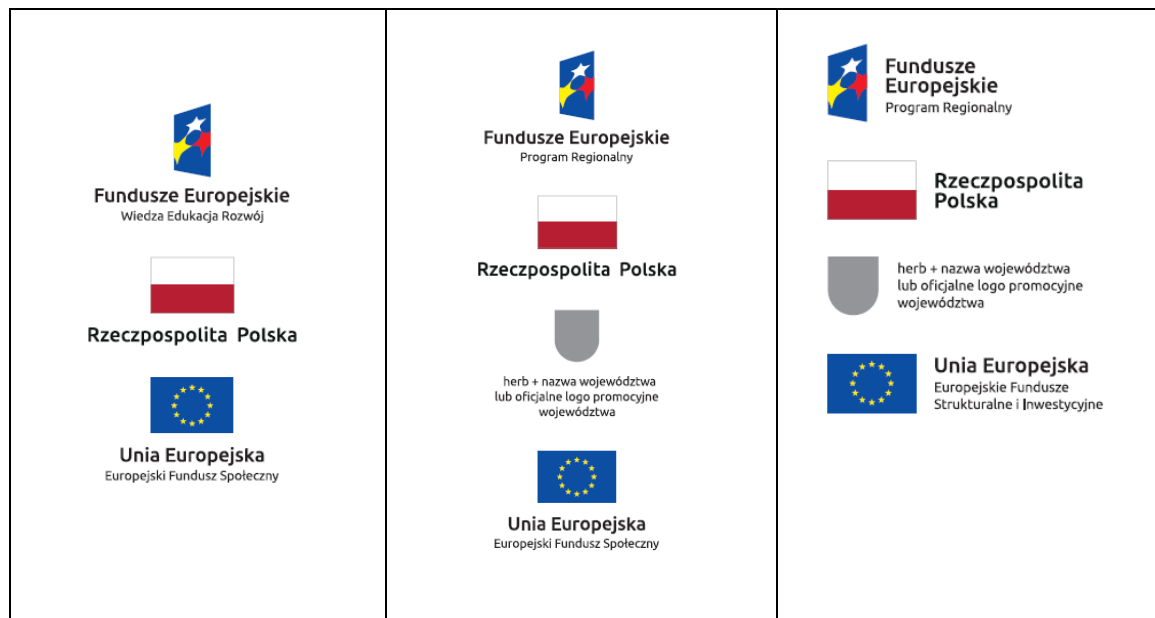 Fundusze Europejskie
Wiedza Edukacja Rozwój
Rzeczpospolita Polska
Unia Europejska
Europejski Fundusz Społeczny
Fundusze Europejskie
Program Regionalny
Rzeczpospolita Polska
herb + nazwa województwa
lub oficjalne logo promocyjne
województwa
Unia Europejska
Europejski Fundusz Społeczny
Fundusze
Europejskie
Program Regionalny
Rzeczpospolita
Polska
herb + nazwa województwa
lub oficjalne logo promocyjne
województwa
Unia Europejska
Europejskie Fundusze
Strukturalne i Inwestycyjne